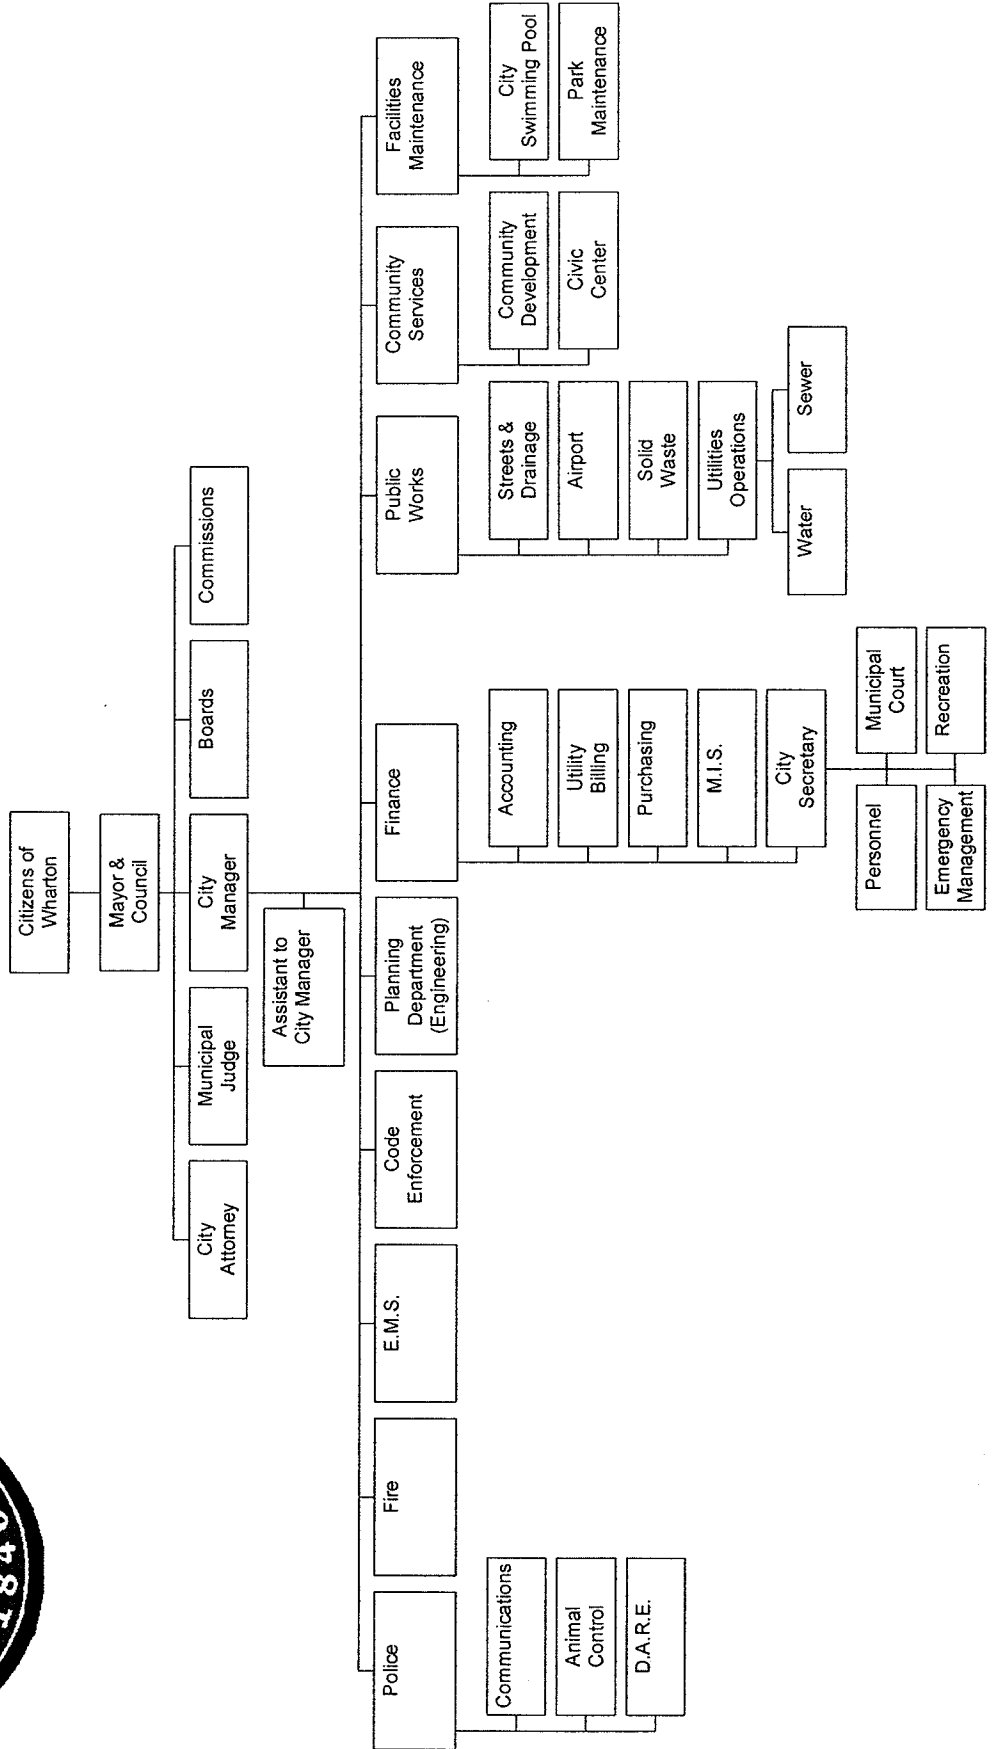 1840
Citizens of
Wharton
Mayor &
Council
City
Attorney
Municipal
Judge
City
Manager
Boards
Commissions
Assistant to
City Manager
Police
Fire
E.M.S.
Code
Enforcement
Planning
Department
(Engineering)
Finance
Public
Works
Community
Services
Facilities
Maintenance
Communications
Animal
Control
D.A.R.E.
Accounting
Utility
Billing
Purchasing
M.I.S.
City
Secretary
Personnel
Municipal
Court
Emergency
Management
Recreation
Streets &
Drainage
Airport
Solid
Waste
Utilities
Operations
Water
Sewer
Community
Development
Civic
Center
City
Swimming Pool
Park
Maintenance